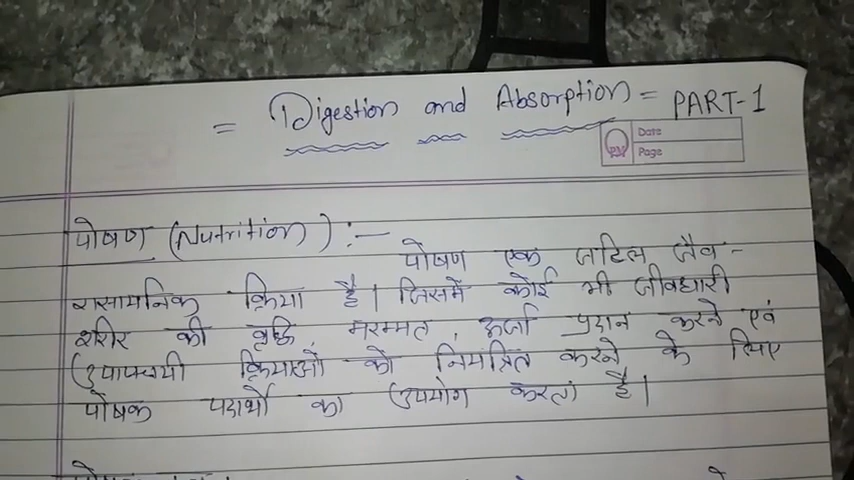 = Digestion and Absorption = PART-1
Date
Page
पोषण (Nutrition) :—
पोषण एक जटिल जैव -
रासायनिक क्रिया है। जिसमें कोई भी जीवधारी
शरीर की वृद्धि, मरम्मत, ऊर्जा प्रदान करने एवं
उपापचयी क्रियाओं को नियंत्रित करने के लिए
पोषक पदार्थों का उपयोग करता है।